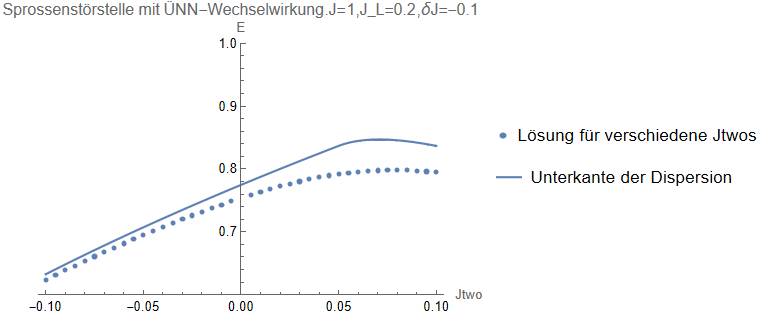 Sprossenstörstelle mit ÜNN-Wechselwirkung.J=1,J_L=0.2,δJ=-0.1
E
1.0
0.9
0.8
0.7
-0.10 -0.05 0.00 0.05 0.10 Jtwo
Lösung für verschiedene Jtwos
Unterkante der Dispersion